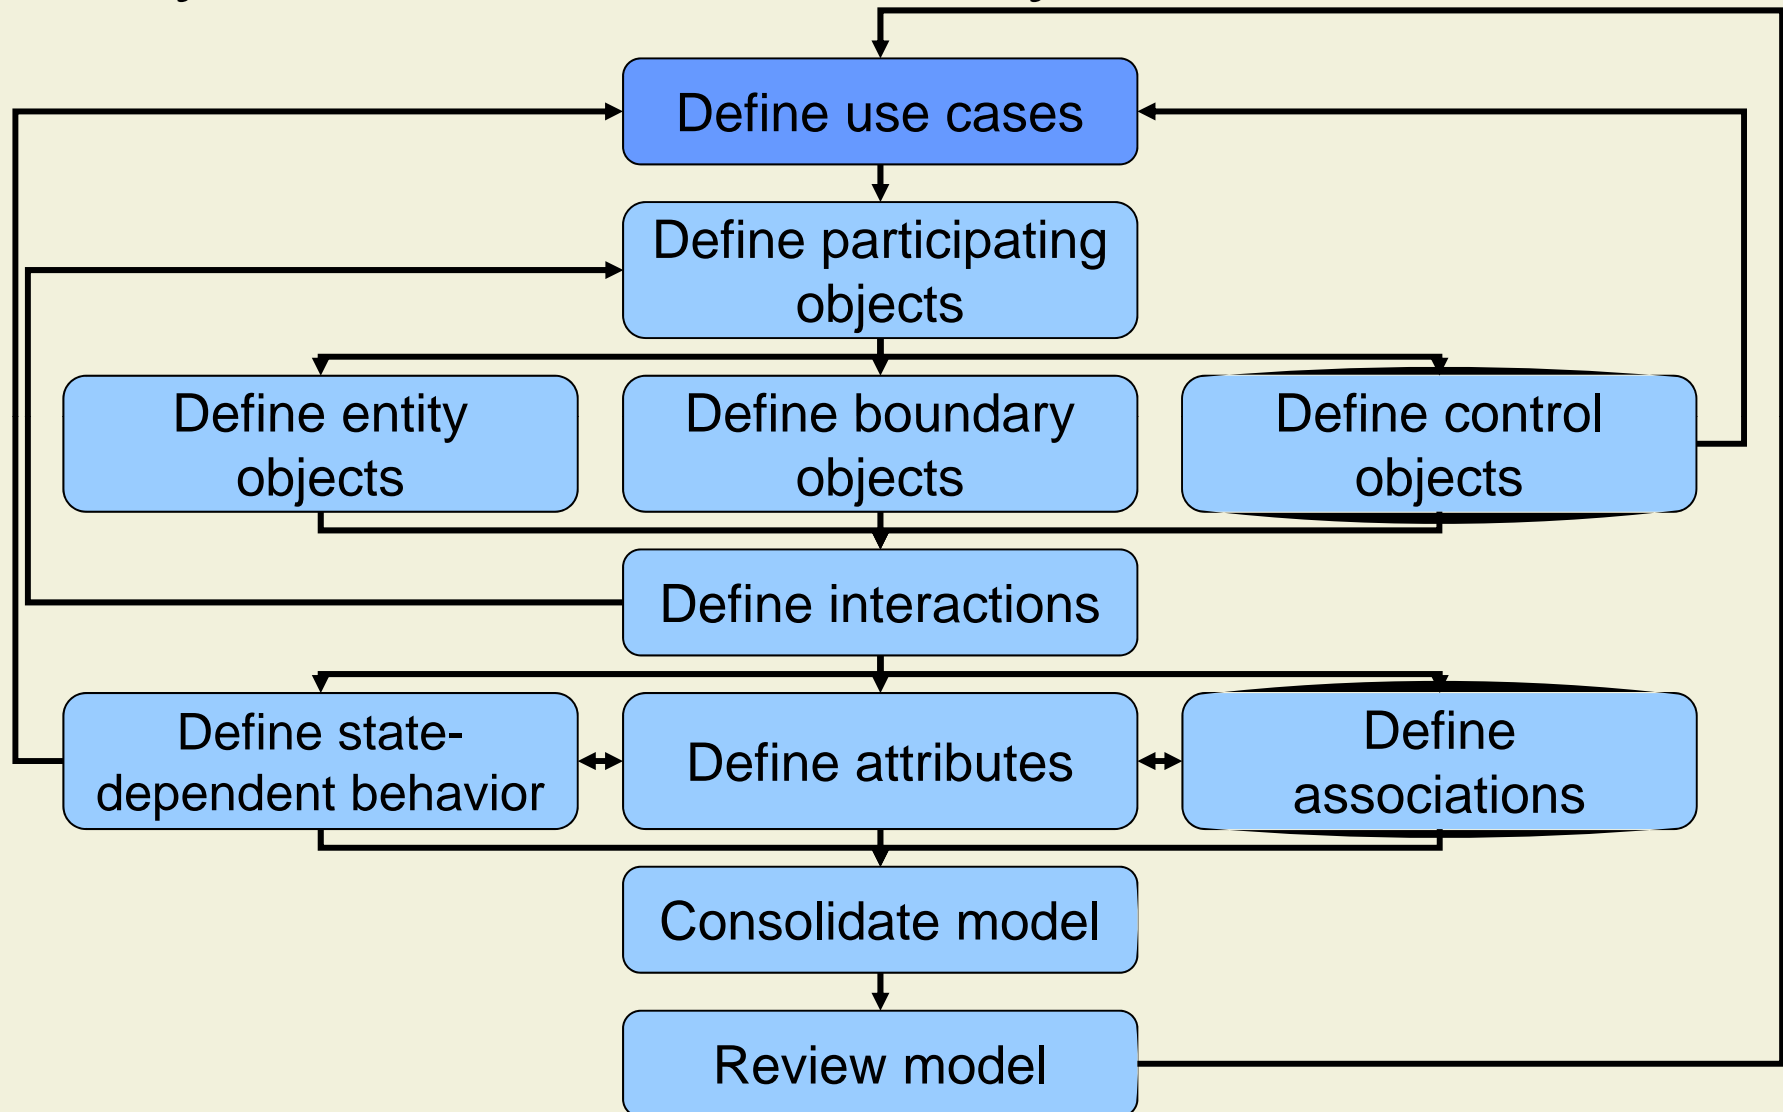 Define use cases
Define participating
objects
Define entity
objects
Define boundary
objects
Define control
objects
Define interactions
Define state-
dependent behavior
Define attributes
Define
associations
Consolidate model
Review model